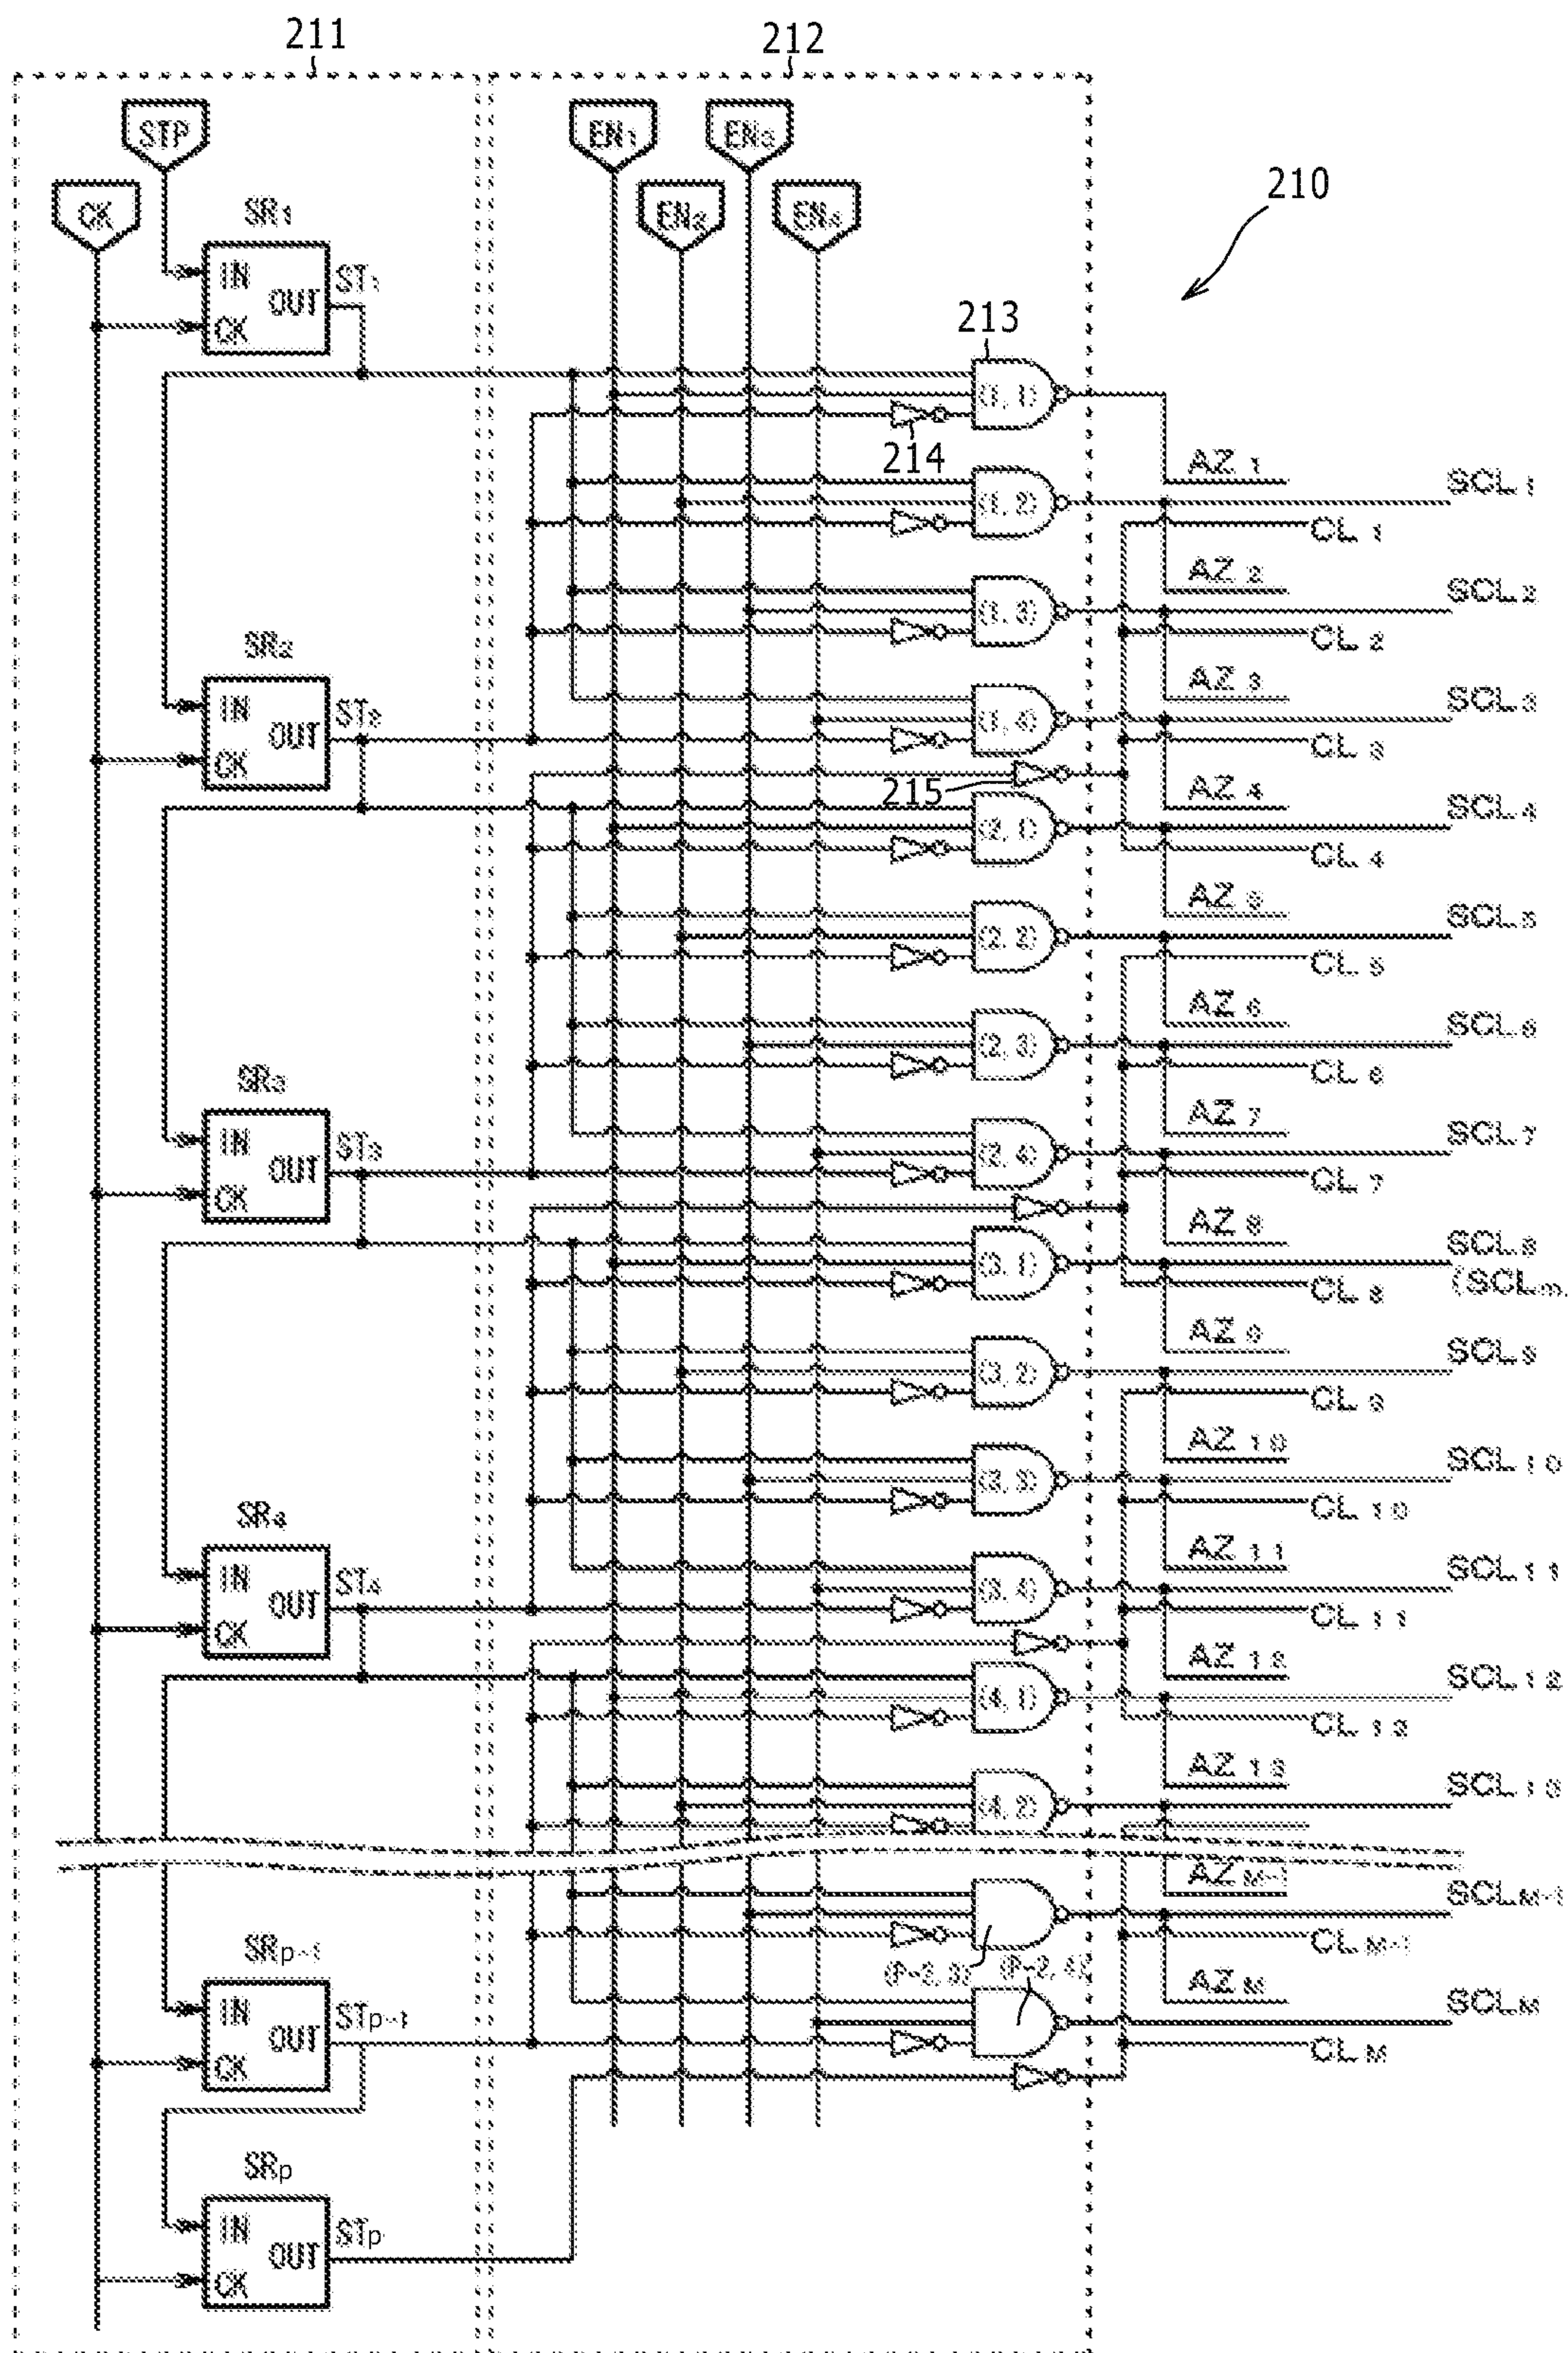 211
212
STP
EN1
EN3
CK
SR1
EN2
EN4
210
IN
OUT
CK
ST1
213
(1, 1)
214
AZ 1
SCL 1
(1, 2)
CL 1
AZ 2
SCL 2
(1, 3)
CL 2
SR2
AZ 3
SCL 3
IN
OUT
CK
ST2
(1, 4)
CL 3
215
AZ 4
SCL 4
(2, 1)
CL 4
AZ 5
SCL 5
(2, 2)
CL 5
AZ 6
SCL 6
(2, 3)
CL 6
SR3
AZ 7
SCL 7
IN
OUT
CK
ST3
(2, 4)
CL 7
AZ 8
SCL 8
(SCLm.
(3, 1)
CL 8
AZ 9
SCL 9
(3, 2)
CL 9
AZ 10
SCL 10
(3, 3)
CL 10
SR4
AZ 11
SCL 11
IN
OUT
CK
ST4
(3, 4)
CL 11
AZ 12
SCL 12
(4, 1)
CL 12
AZ 13
SCL 13
(4, 2)
AZ M-1
SCLM-1
SRp-1
(P-2, 3)
(P-2, 4)
CL M-1
AZ M
SCLM
IN
OUT
CK
STp-1
CL M
SRp
IN
OUT
CK
STp